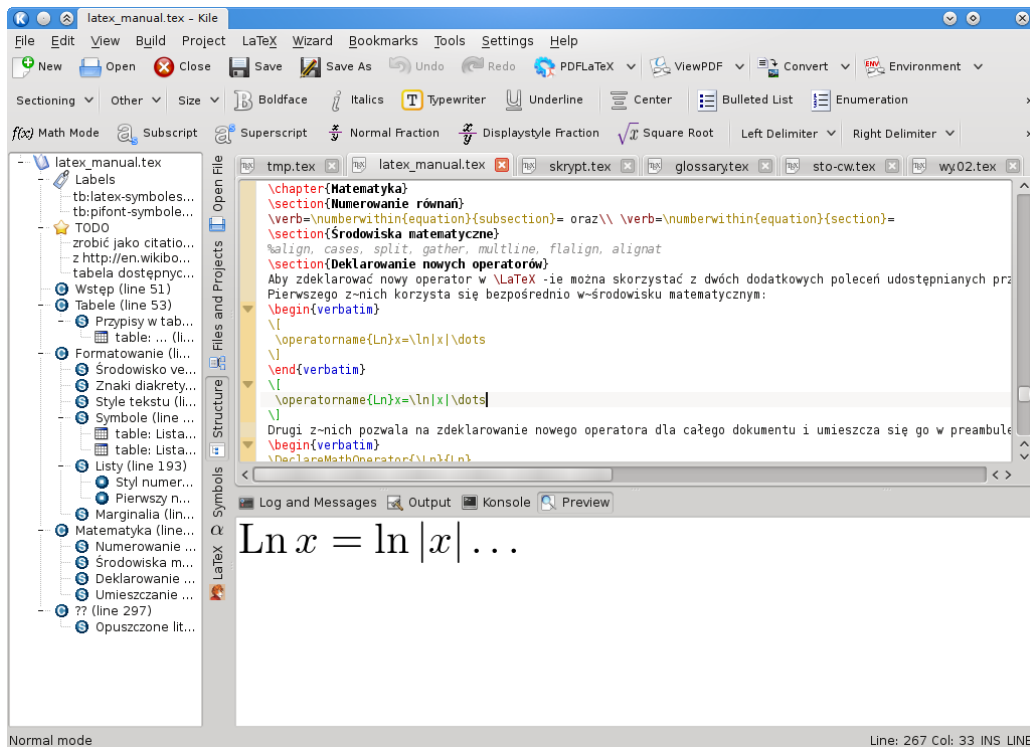 latex_manual.tex – Kile
File Edit View Build Project LaTeX Wizard Bookmarks Tools Settings Help
New Open Close Save Save As Undo Redo PDFLaTeX ViewPDF Convert Environment
Sectioning Other Size Boldface Italics Typewriter Underline Center Bulleted List Enumeration
f(x) Math Mode Subscript Superscript Normal Fraction Displaystyle Fraction Square Root Left Delimiter Right Delimiter
latex_manual.tex
Labels
tb:latex-symboles...
tb:pifont-symbole...
TODO
zrobić jako citatio...
z http://en.wikibo...
tabela dostępnyc...
Wstęp (line 51)
Tabele (line 53)
Przypisy w tab...
table: ... (li...
Formatowanie (li...
Środowisko ve...
Znaki diakrety...
Style tekstu (li...
Symbole (line ...
table: Lista...
table: Lista...
Listy (line 193)
Styl numer...
Pierwszy n...
Marginalia (lin...
Matematyka (line...
Numerowanie ...
Środowiska m...
Deklarowanie ...
Umieszczanie ...
?? (line 297)
Opuszczone lit...
Open File
Files and Projects
Structure
Symbols
α LaTeX
tmp.tex latex_manual.tex skrypt.tex glossary.tex sto-cw.tex wy.02.tex
\chapter{Matematyka}
\section{Numerowanie równań}
\verb=\numberwithin{equation}{subsection}= oraz\\ \verb=\numberwithin{equation}{section}=
\section{Środowiska matematyczne}
%align, cases, split, gather, multline, flalign, alignat
\section{Deklarowanie nowych operatorów}
Aby zdeklarować nowy operator w \LaTeX -ie można skorzystać z dwóch dodatkowych poleceń udostępnianych prz
Pierwszego z~nich korzysta się bezpośrednio w~środowisku matematycznym:
\begin{verbatim}
\[
\operatorname{Ln}x=\ln|x|\dots
\]
\end{verbatim}
\[
\operatorname{Ln}x=\ln|x|\dots
\]
Drugi z~nich pozwala na zdeklarowanie nowego operatora dla całego dokumentu i umieszcza się go w preambule
\begin{verbatim}
\DeclareMathOperator{\Ln}{Ln}
Log and Messages Output Konsole Preview
Ln x = ln |x| ...
Normal mode
Line: 267 Col: 33 INS LINE